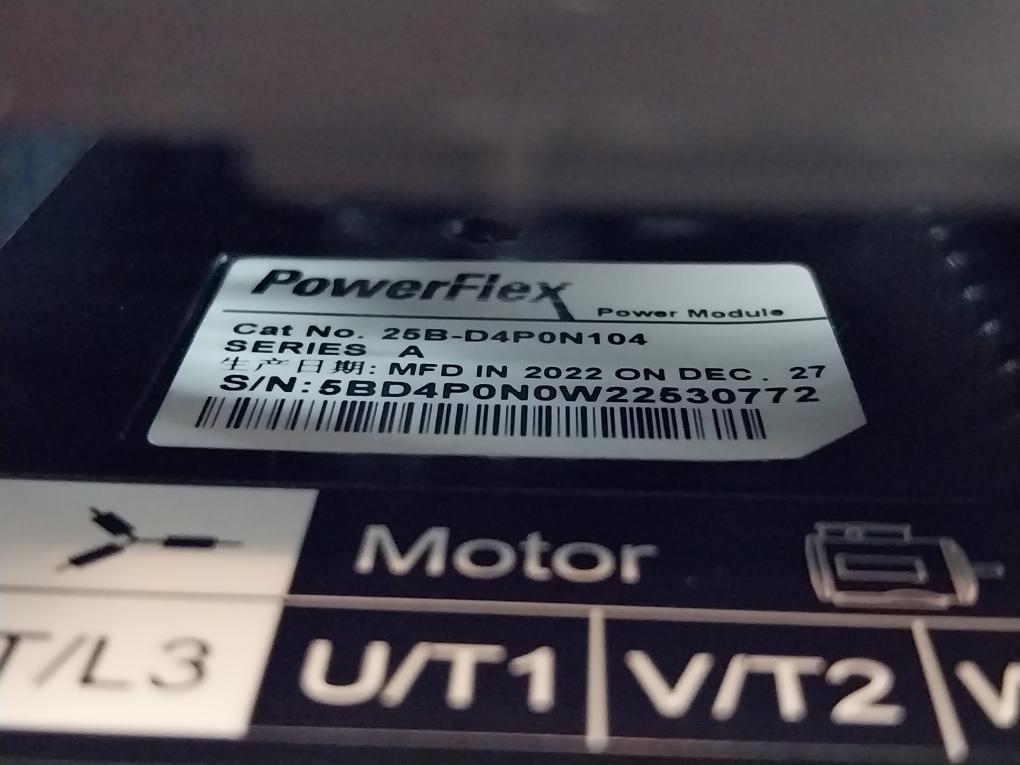 PowerFlex
Power Module
Cat No. 25B-D4P0N104
SERIES A
生产日期: MFD IN 2022 ON DEC. 27
S/N:5BD4P0N0W22530772
Motor
T/L3 U/T1 V/T2